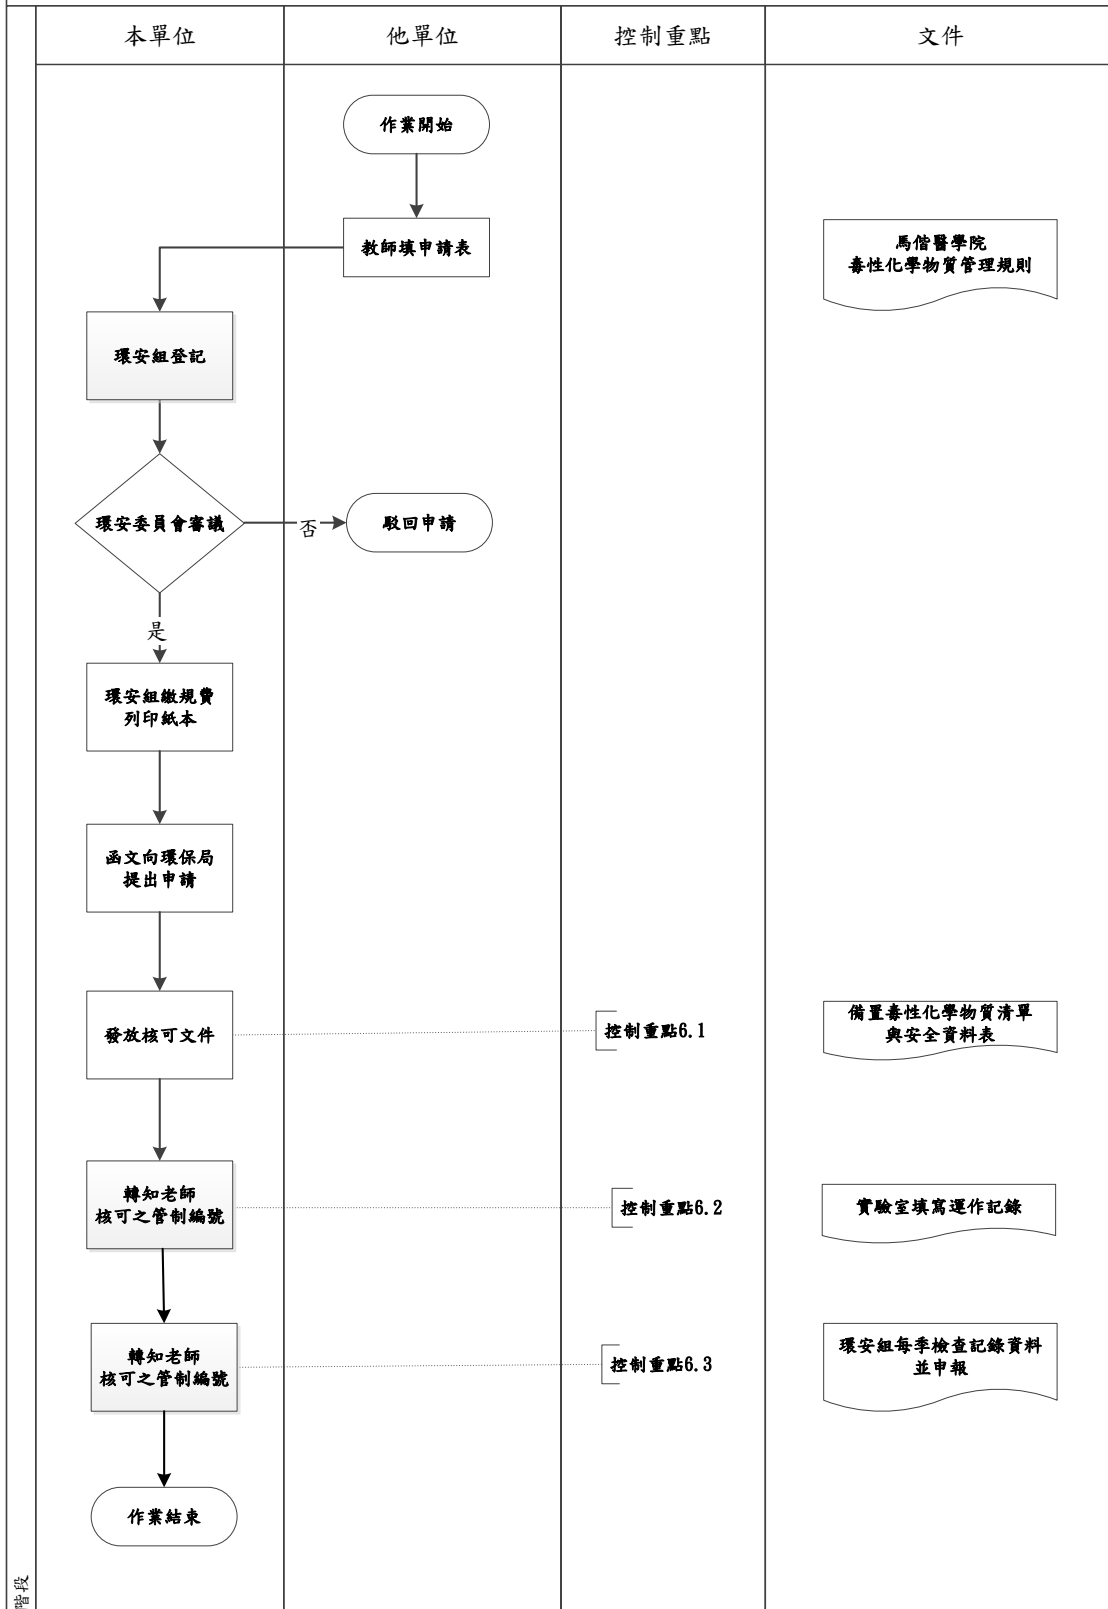 本單位
他單位
控制重點
文件
作業開始
教師填申請表
馬偕醫學院
毒性化學物質管理規則
環安組登記
環安委員會審議
否
駁回申請
是
環安組繳規費
列印紙本
函文向環保局
提出申請
發放核可文件
控制重點6.1
備置毒性化學物質清單
與安全資料表
轉知老師
核可之管制編號
控制重點6.2
實驗室填寫運作記錄
轉知老師
核可之管制編號
控制重點6.3
環安組每季檢查記錄資料
並申報
作業結束
階段